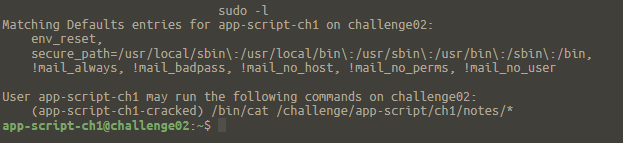 sudo -l
Matching Defaults entries for app-script-ch1 on challenge02:
env_reset,
secure_path=/usr/local/sbin\:/usr/local/bin\:/usr/sbin\:/usr/bin\:/sbin\:/bin,
!mail_always, !mail_badpass, !mail_no_host, !mail_no_perms, !mail_no_user
User app-script-ch1 may run the following commands on challenge02:
(app-script-ch1-cracked) /bin/cat /challenge/app-script/ch1/notes/*
app-script-ch1@challenge02:~$